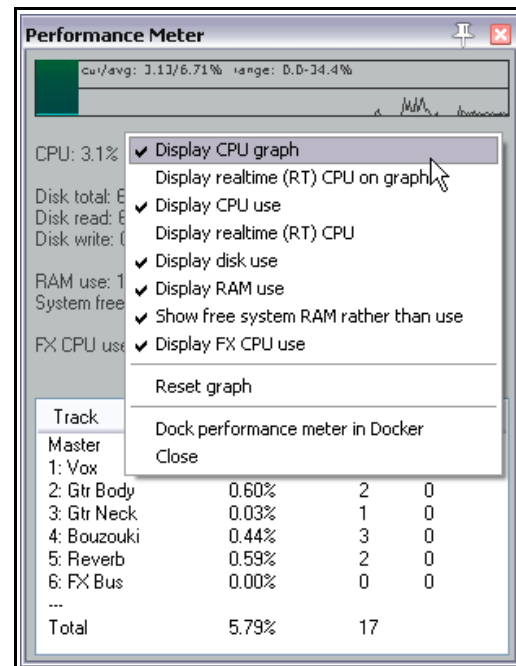 Performance Meter
cur/avg: 3.13/6.71% range: 0.0-34.4%
CPU: 3.1%
Disk total: 6
Disk read: 6
Disk write: 0
RAM use: 1
System free
FX CPU use
Display CPU graph
Display realtime (RT) CPU on graph
Display CPU use
Display realtime (RT) CPU
Display disk use
Display RAM use
Show free system RAM rather than use
Display FX CPU use
Reset graph
Dock performance meter in Docker
Close
Track
Master
1: Vox
2: Gtr Body 0.60% 2 0
3: Gtr Neck 0.03% 1 0
4: Bouzouki 0.44% 3 0
5: Reverb 0.59% 2 0
6: FX Bus 0.00% 0 0
---
Total 5.79% 17